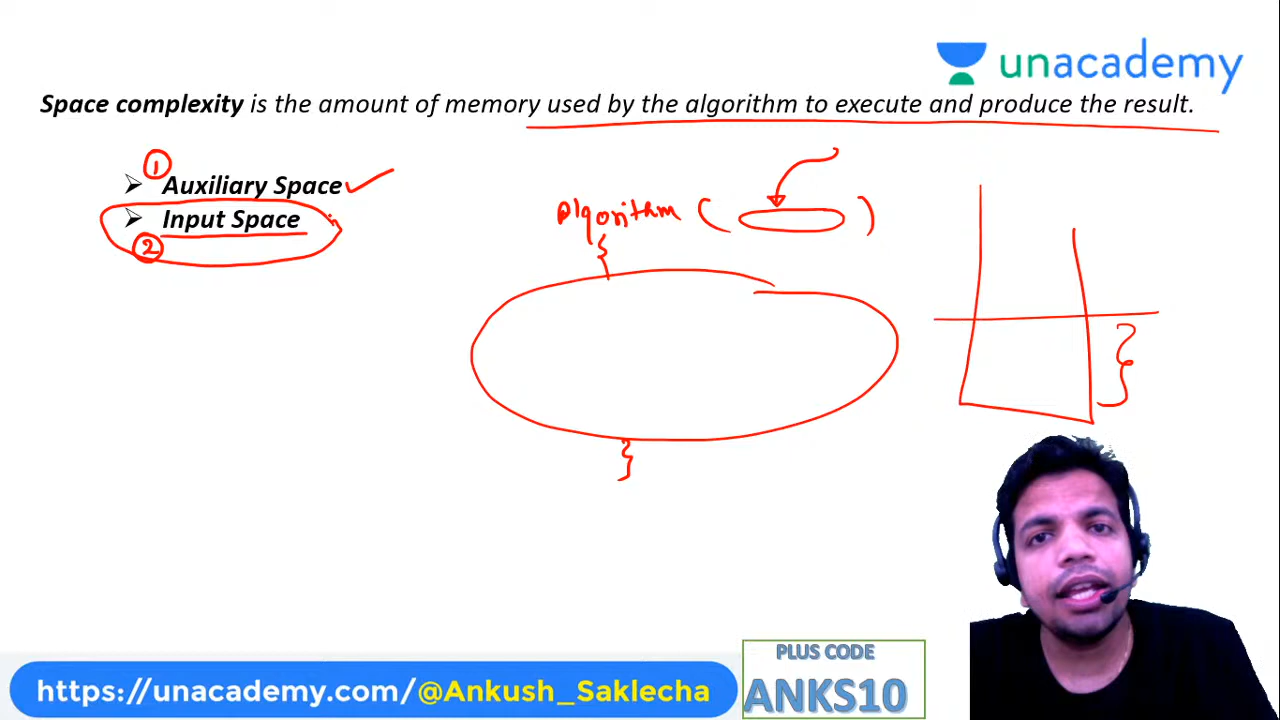 unacademy
Space complexity is the amount of memory used by the algorithm to execute and produce the result.
1
➢ Auxiliary Space
➢ Input Space
2
Algorithm ( )
{
}
}
https://unacademy.com/@Ankush_Saklecha
PLUS CODE
ANKS10